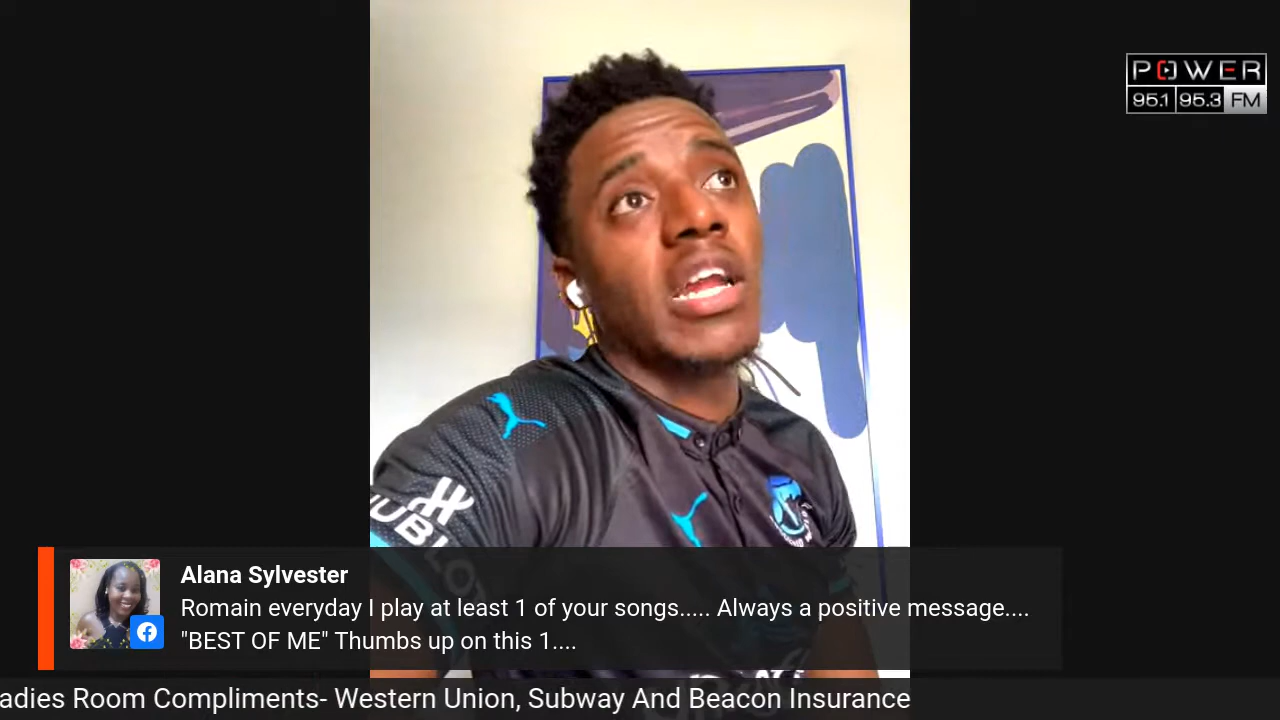 POWER
95.1 95.3 FM
HUBLOT
Alana Sylvester
Romain everyday I play at least 1 of your songs..... Always a positive message....
"BEST OF ME" Thumbs up on this 1....
adies Room Compliments- Western Union, Subway And Beacon Insurance